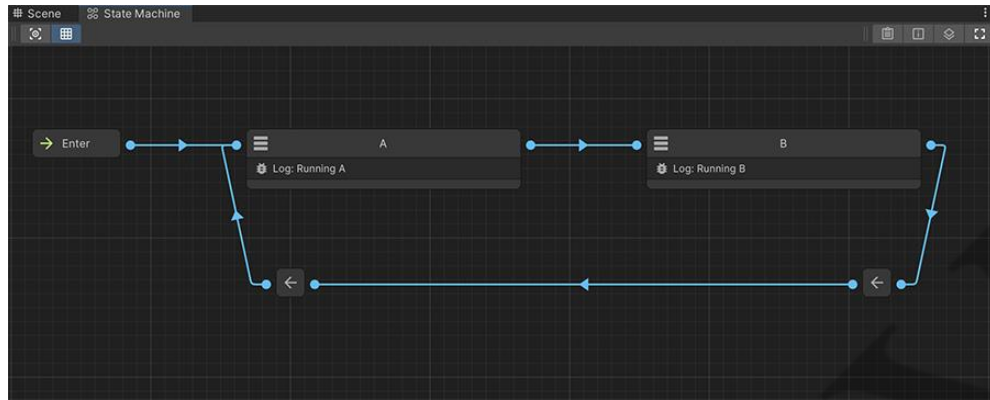 Scene
State Machine
Enter
A
Log: Running A
B
Log: Running B